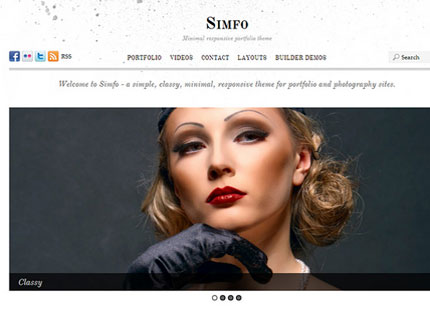 Simfo
Minimal responsive portfolio theme
RSS
PORTFOLIO VIDEOS CONTACT LAYOUTS BUILDER DEMOS
Search
Welcome to Simfo - a simple, classy, minimal, responsive theme for portfolio and photography sites.
Classy